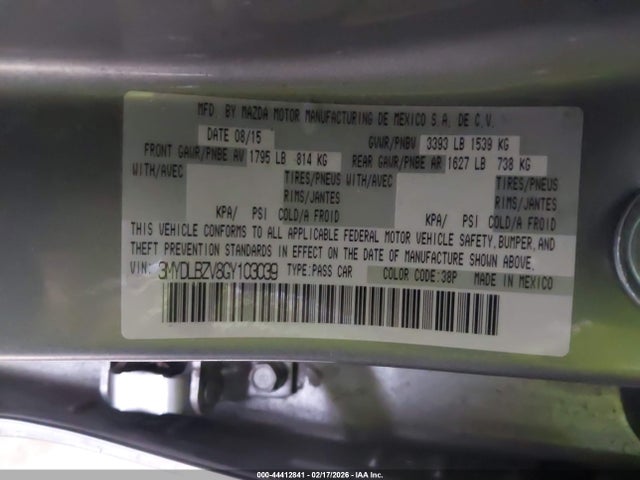 MFD. BY MAZDA MOTOR MANUFACTURING DE MEXICO S.A. DE C.V.
DATE 08/15 GVWR/PNBV 3393 LB 1539 KG
FRONT GAWR/PNBE AV 1795 LB 814 KG REAR GAWR/PNBE AR 1627 LB 738 KG
WITH/AVEC TIRES/PNEUS WITH/AVEC TIRES/PNEUS
RIMS/JANTES RIMS/JANTES
KPA/ PSI COLD/A FROID KPA/ PSI COLD/A FROID
THIS VEHICLE CONFORMS TO ALL APPLICABLE FEDERAL MOTOR VEHICLE SAFETY, BUMPER, AND
THEFT PREVENTION STANDARDS IN EFFECT ON THE DATE OF MANUFACTURE SHOWN ABOVE.
VIN: 3MYDLBZV8GY103039 TYPE:PASS CAR COLOR CODE:38P MADE IN MEXICO
000-44412841 - 02/17/2026 - IAA Inc.